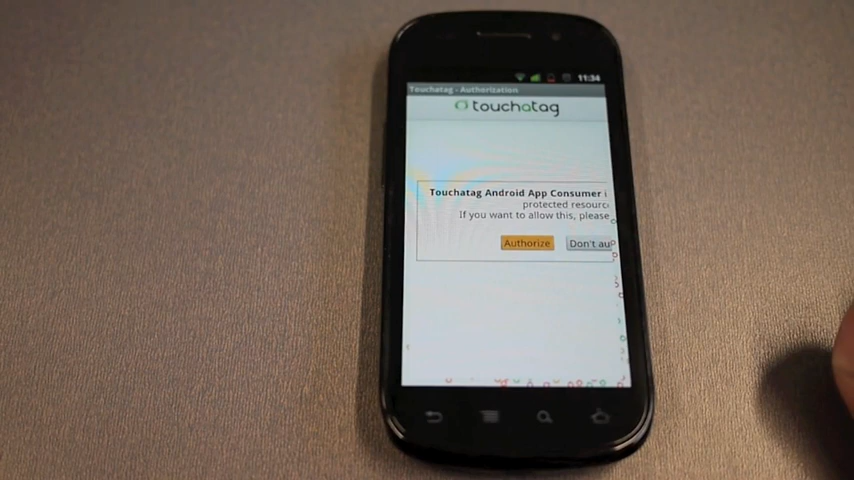 11:34
Touchatag - Authorization
touchatag
Touchatag Android App Consumer i
protected resourc
If you want to allow this, please
Authorize
Don't au